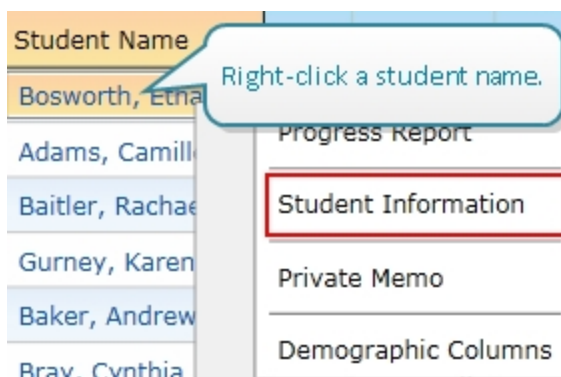 Student Name
Right-click a student name.
Bosworth, Etha
Progress Report
Adams, Camill
Student Information
Baitler, Rachae
Gurney, Karen
Private Memo
Baker, Andrew
Demographic Columns
Bray, Cynthia